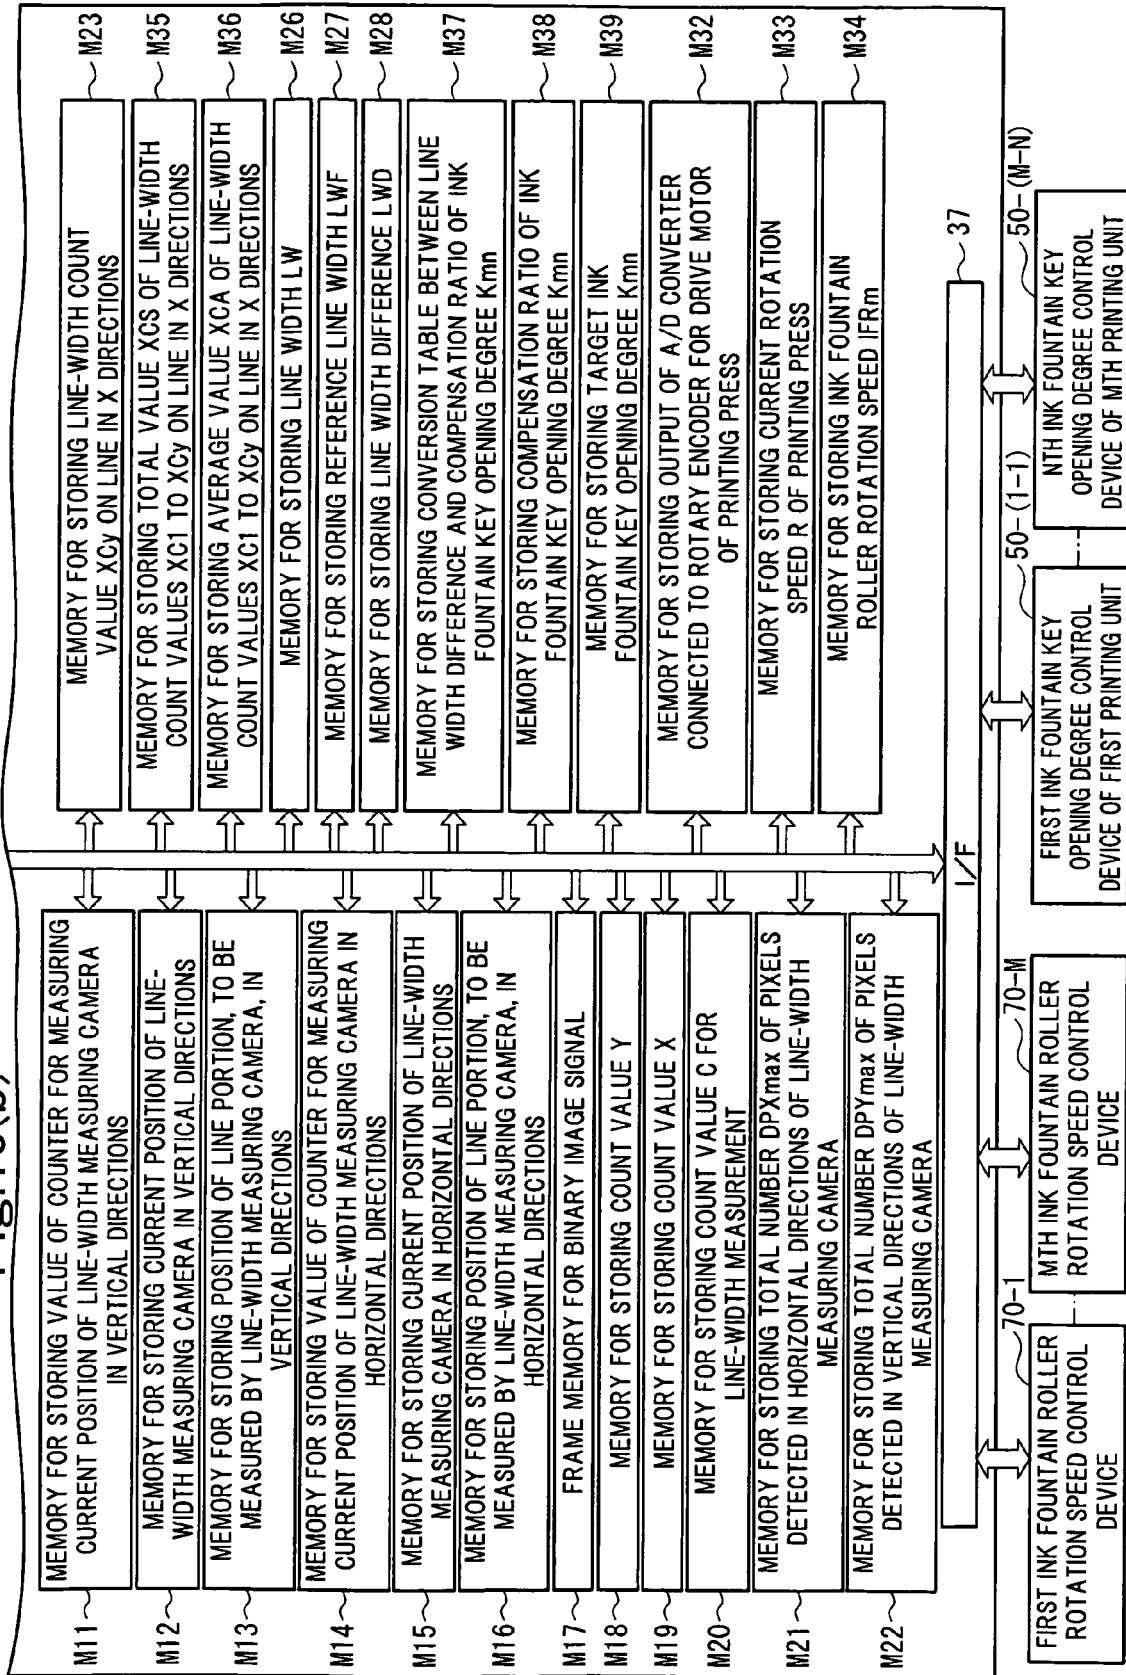 M11
MEMORY FOR STORING VALUE OF COUNTER FOR MEASURING
CURRENT POSITION OF LINE-WIDTH MEASURING CAMERA
IN VERTICAL DIRECTIONS
M12
MEMORY FOR STORING CURRENT POSITION OF LINE-
WIDTH MEASURING CAMERA IN VERTICAL DIRECTIONS
M13
MEMORY FOR STORING POSITION OF LINE PORTION, TO BE
MEASURED BY LINE-WIDTH MEASURING CAMERA, IN
VERTICAL DIRECTIONS
M14
MEMORY FOR STORING VALUE OF COUNTER FOR MEASURING
CURRENT POSITION OF LINE-WIDTH MEASURING CAMERA IN
HORIZONTAL DIRECTIONS
M15
MEMORY FOR STORING CURRENT POSITION OF LINE-WIDTH
MEASURING CAMERA IN HORIZONTAL DIRECTIONS
M16
MEMORY FOR STORING POSITION OF LINE PORTION, TO BE
MEASURED BY LINE-WIDTH MEASURING CAMERA, IN
HORIZONTAL DIRECTIONS
M17
FRAME MEMORY FOR BINARY IMAGE SIGNAL
M18
MEMORY FOR STORING COUNT VALUE Y
M19
MEMORY FOR STORING COUNT VALUE X
M20
MEMORY FOR STORING COUNT VALUE C FOR
LINE-WIDTH MEASUREMENT
M21
MEMORY FOR STORING TOTAL NUMBER DPXmax OF PIXELS
DETECTED IN HORIZONTAL DIRECTIONS OF LINE-WIDTH
MEASURING CAMERA
M22
MEMORY FOR STORING TOTAL NUMBER DPYmax OF PIXELS
DETECTED IN VERTICAL DIRECTIONS OF LINE-WIDTH
MEASURING CAMERA
MEMORY FOR STORING LINE-WIDTH COUNT
VALUE XCy ON LINE IN X DIRECTIONS
M23
MEMORY FOR STORING TOTAL VALUE XCS OF LINE-WIDTH
COUNT VALUES XC1 TO XCy ON LINE IN X DIRECTIONS
M35
MEMORY FOR STORING AVERAGE VALUE XCA OF LINE-WIDTH
COUNT VALUES XC1 TO XCy ON LINE IN X DIRECTIONS
M36
MEMORY FOR STORING LINE WIDTH LW
M26
MEMORY FOR STORING REFERENCE LINE WIDTH LWF
M27
MEMORY FOR STORING LINE WIDTH DIFFERENCE LWD
M28
MEMORY FOR STORING CONVERSION TABLE BETWEEN LINE
WIDTH DIFFERENCE AND COMPENSATION RATIO OF INK
FOUNTAIN KEY OPENING DEGREE Kmn
M37
MEMORY FOR STORING COMPENSATION RATIO OF INK
FOUNTAIN KEY OPENING DEGREE Kmn
M38
MEMORY FOR STORING TARGET INK
FOUNTAIN KEY OPENING DEGREE Kmn
M39
MEMORY FOR STORING OUTPUT OF A/D CONVERTER
CONNECTED TO ROTARY ENCODER FOR DRIVE MOTOR
OF PRINTING PRESS
M32
MEMORY FOR STORING CURRENT ROTATION
SPEED R OF PRINTING PRESS
M33
MEMORY FOR STORING INK FOUNTAIN
ROLLER ROTATION SPEED IFRm
M34
I/F
37
70-1
FIRST INK FOUNTAIN ROLLER
ROTATION SPEED CONTROL
DEVICE
70-M
MTH INK FOUNTAIN ROLLER
ROTATION SPEED CONTROL
DEVICE
50-(1-1)
FIRST INK FOUNTAIN KEY
OPENING DEGREE CONTROL
DEVICE OF FIRST PRINTING UNIT
50-(M-N)
NTH INK FOUNTAIN KEY
OPENING DEGREE CONTROL
DEVICE OF MTH PRINTING UNIT